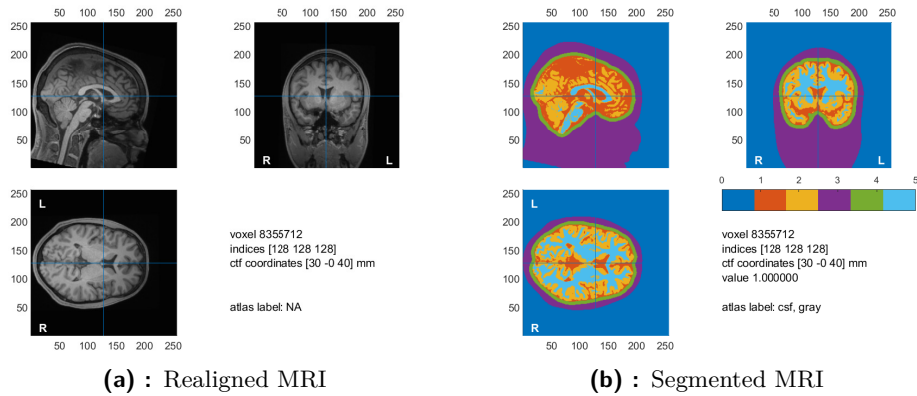 250
200
150
100
50
250
200
150
100
50
R
L
50 100 150 200 250
50 100 150 200 250
250
200
150
100
50
L
R
50 100 150 200 250
voxel 8355712
indices [128 128 128]
ctf coordinates [30 -0 40] mm
atlas label: NA
(a) : Realigned MRI
250
200
150
100
50
250
200
150
100
50
R
L
50 100 150 200 250
50 100 150 200 250
0 1 2 3 4 5
250
200
150
100
50
L
R
50 100 150 200 250
voxel 8355712
indices [128 128 128]
ctf coordinates [30 -0 40] mm
value 1.000000
atlas label: csf, gray
(b) : Segmented MRI